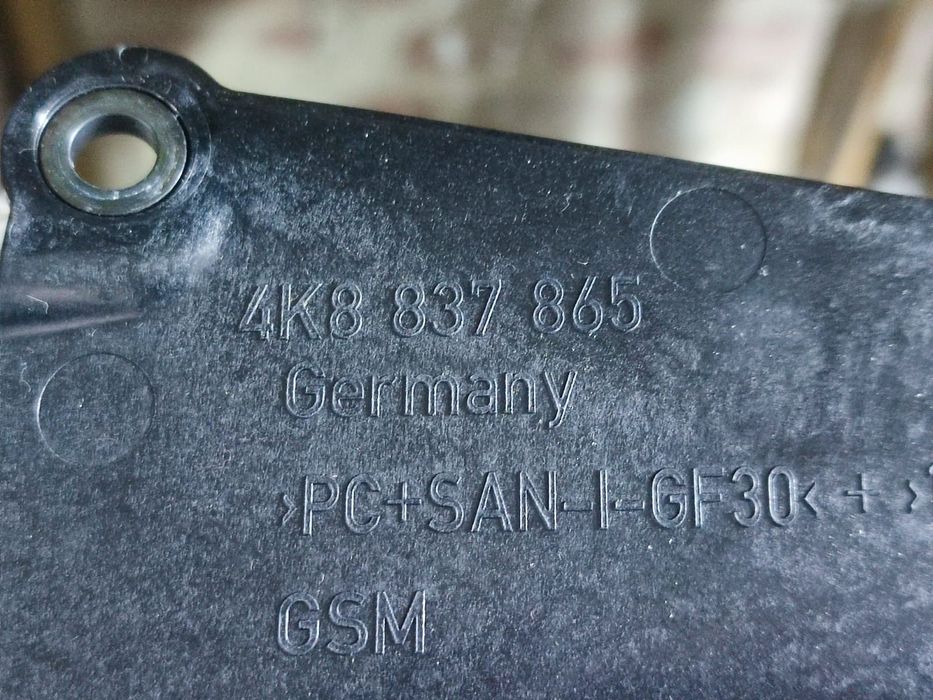 4K8 837 865
Germany
>PC+SAN-I-GF30< + >
GSM